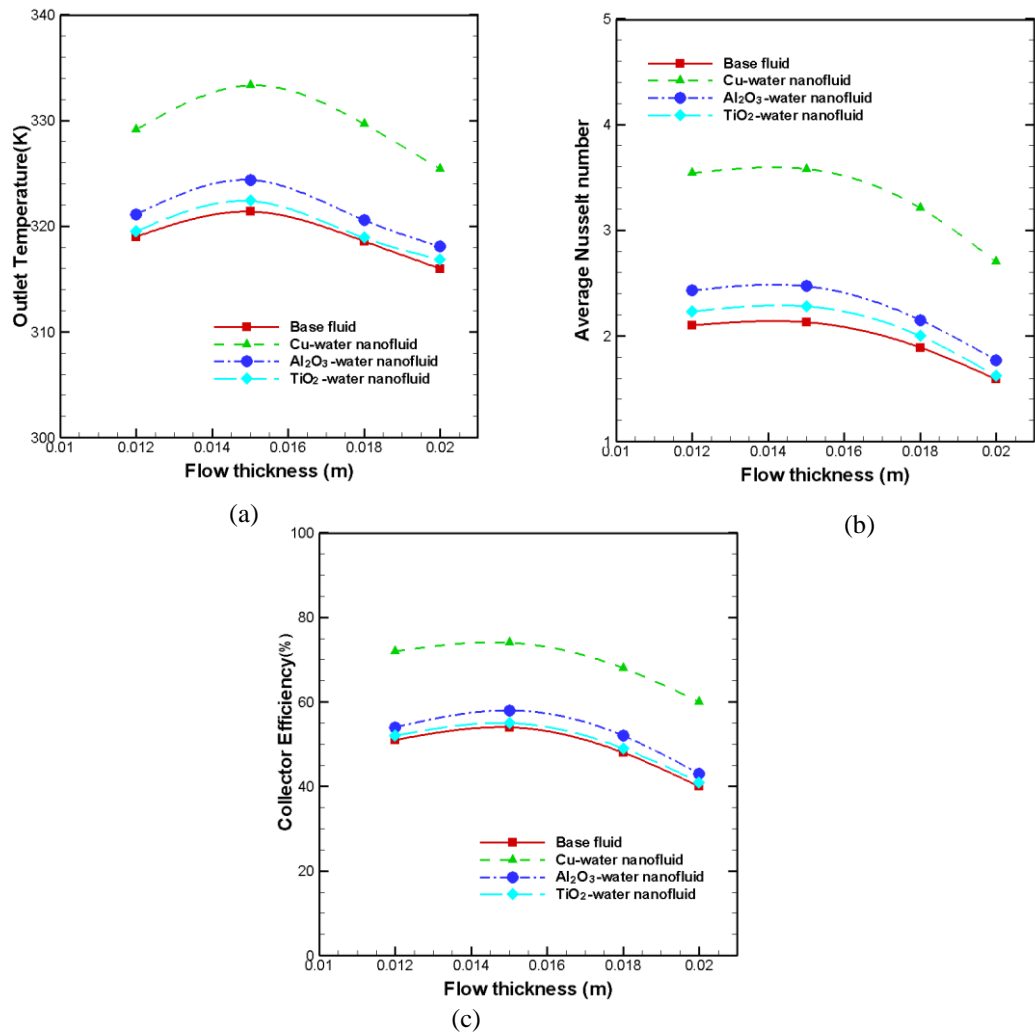 340
330
320
310
300
Outlet Temperature(K)
Base fluid
Cu-water nanofluid
Al₂O₃-water nanofluid
TiO₂-water nanofluid
0.01 0.012 0.014 0.016 0.018 0.02
Flow thickness (m)
(a)
5
4
3
2
1
Average Nusselt number
Base fluid
Cu-water nanofluid
Al₂O₃-water nanofluid
TiO₂-water nanofluid
0.01 0.012 0.014 0.016 0.018 0.02
Flow thickness (m)
(b)
100
80
60
40
20
0
Collector Efficiency(%)
Base fluid
Cu-water nanofluid
Al₂O₃-water nanofluid
TiO₂-water nanofluid
0.01 0.012 0.014 0.016 0.018 0.02
Flow thickness (m)
(c)